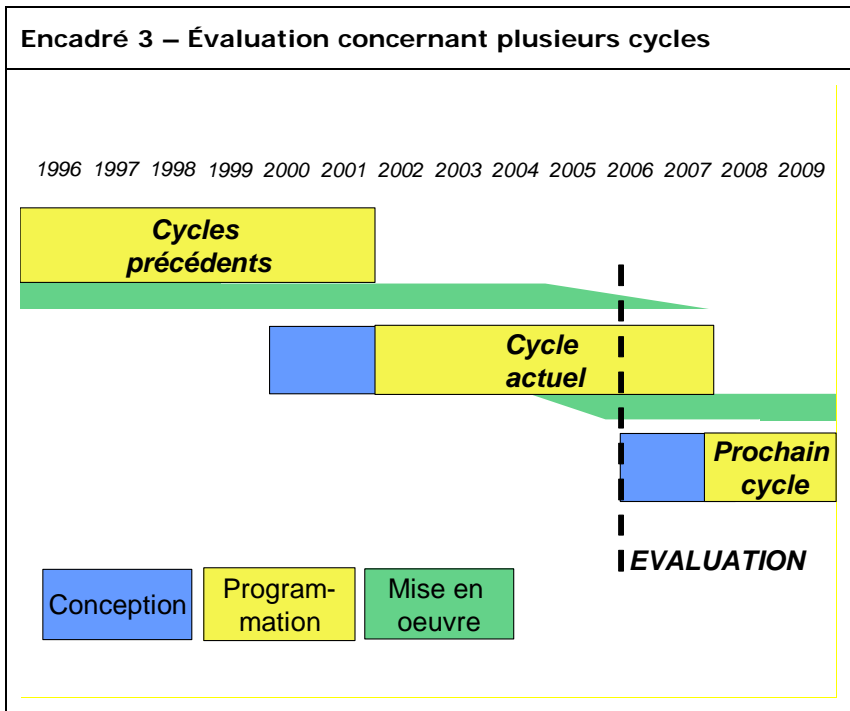 Encadré 3 – Évaluation concernant plusieurs cycles
1996 1997 1998 1999 2000 2001 2002 2003 2004 2005 2006 2007 2008 2009
Cycles
précédents
Cycle
actuel
Prochain
cycle
EVALUATION
Conception
Program-
mation
Mise en
oeuvre